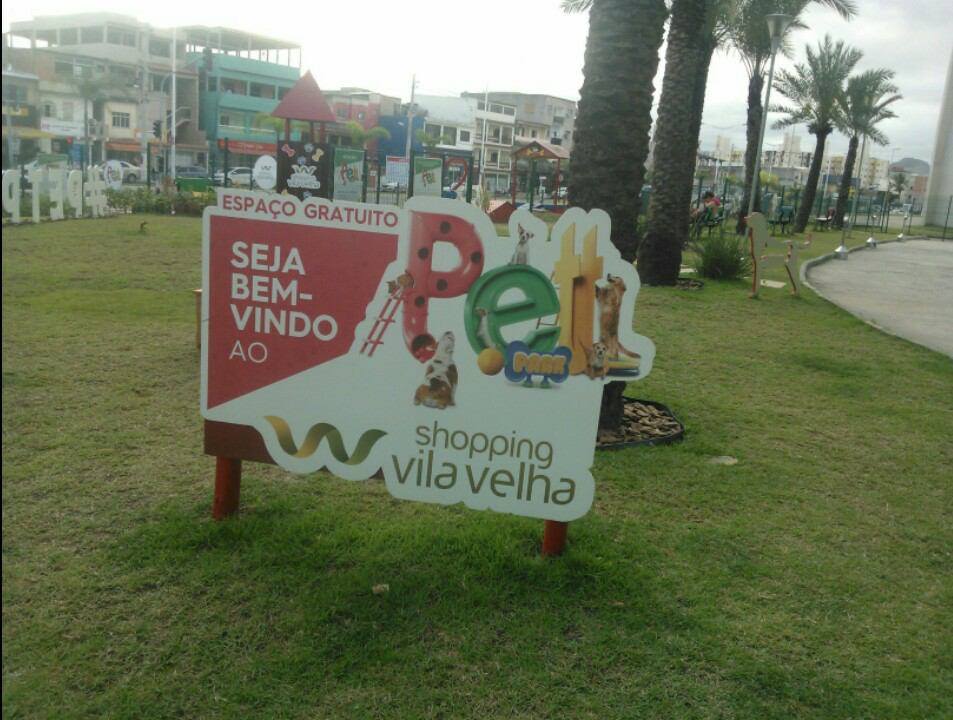 ESPAÇO GRATUITO
SEJA
BEM-
VINDO
AO
Pet
PARK
shopping
vila velha